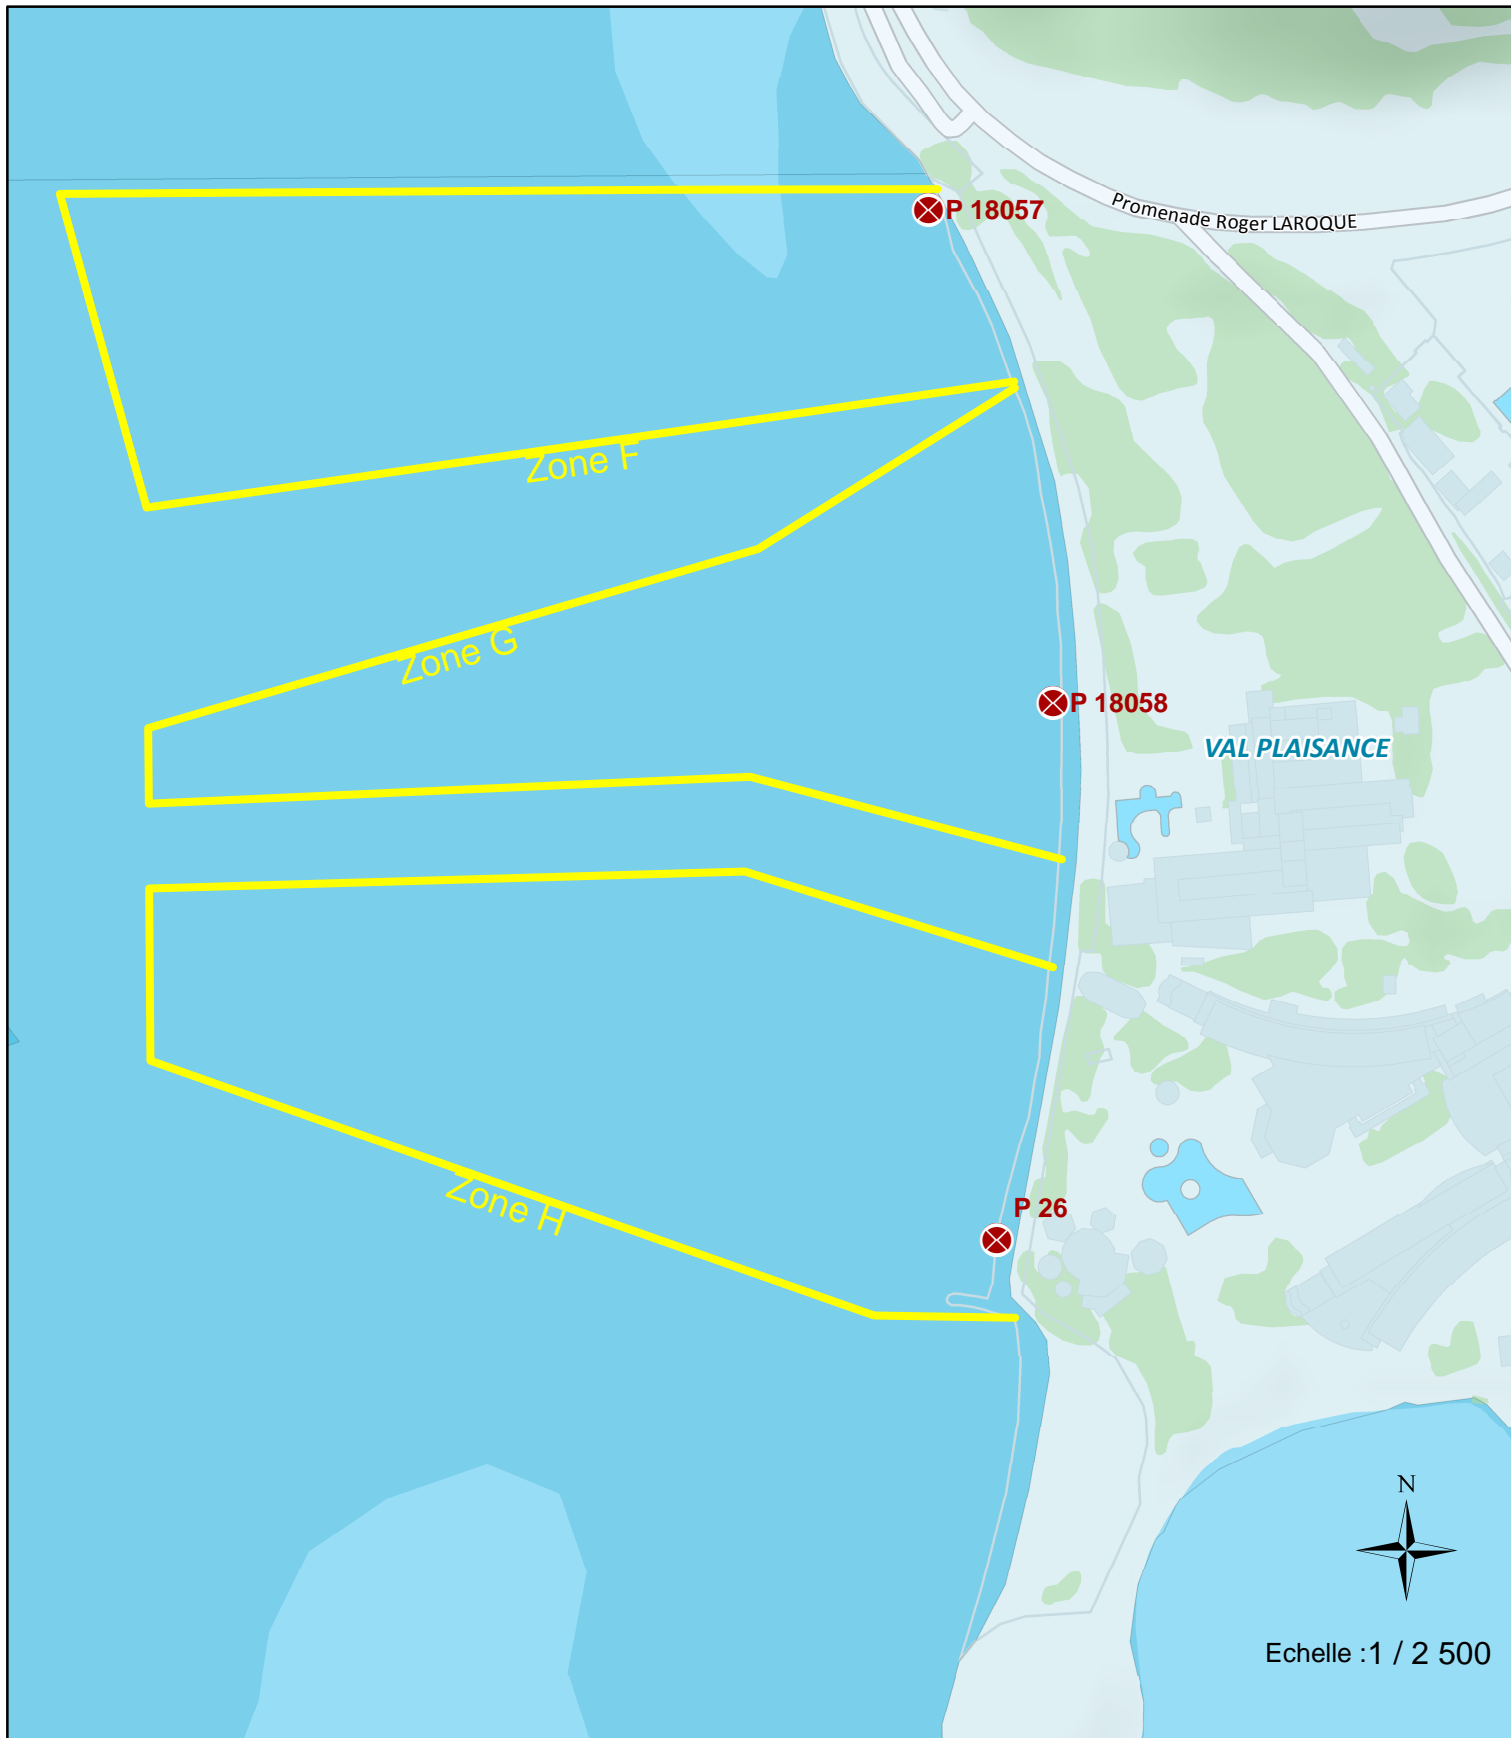 P 18057
Promenade Roger LAROQUE
Zone F
Zone G
P 18058
VAL PLAISANCE
Zone H
P 26
N
Echelle :1 / 2 500